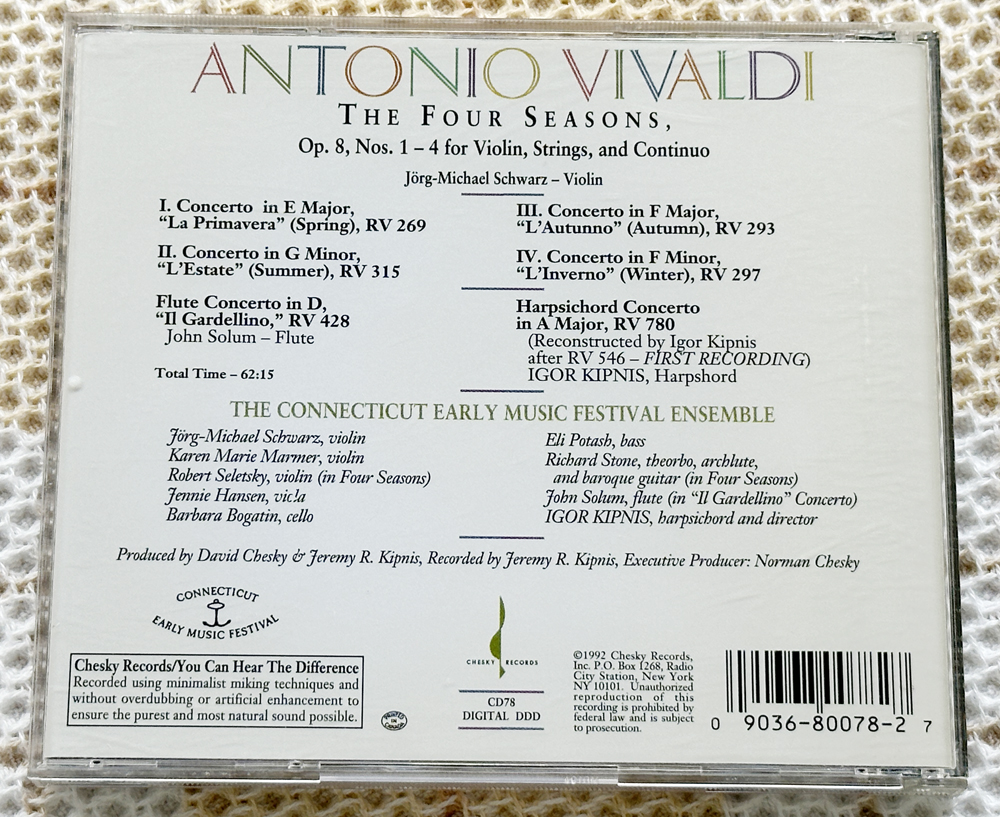 ANTONIO VIVALDI
THE FOUR SEASONS,
Op. 8, Nos. 1 – 4 for Violin, Strings, and Continuo
Jörg-Michael Schwarz – Violin
I. Concerto in E Major,
“La Primavera” (Spring), RV 269
II. Concerto in G Minor,
“L’Estate” (Summer), RV 315
III. Concerto in F Major,
“L’Autunno” (Autumn), RV 293
IV. Concerto in F Minor,
“L’Inverno” (Winter), RV 297
Flute Concerto in D,
“Il Gardellino,” RV 428
John Solum – Flute
Total Time – 62:15
Harpsichord Concerto
in A Major, RV 780
(Reconstructed by Igor Kipnis
after RV 546 – FIRST RECORDING)
IGOR KIPNIS, Harpshord
THE CONNECTICUT EARLY MUSIC FESTIVAL ENSEMBLE
Jörg-Michael Schwarz, violin
Karen Marie Marmer, violin
Robert Seletsky, violin (in Four Seasons)
Jennie Hansen, viola
Barbara Bogatin, cello
Eli Potash, bass
Richard Stone, theorbo, archlute,
and baroque guitar (in Four Seasons)
John Solum, flute (in “Il Gardellino” Concerto)
IGOR KIPNIS, harpsichord and director
Produced by David Chesky & Jeremy R. Kipnis, Recorded by Jeremy R. Kipnis, Executive Producer: Norman Chesky
CONNECTICUT
EARLY MUSIC FESTIVAL
Chesky Records/You Can Hear The Difference
Recorded using minimalist miking techniques and
without overdubbing or artificial enhancement to
ensure the purest and most natural sound possible.
PRINTED
IN
CANADA
CHESKY RECORDS
CD78
DIGITAL DDD
©1992 Chesky Records,
Inc. P.O. Box 1268, Radio
City Station, New York
NY 10101. Unauthorized
reproduction of this
recording is prohibited by
federal law and is subject
to prosecution.
0 9036-80078-2 7